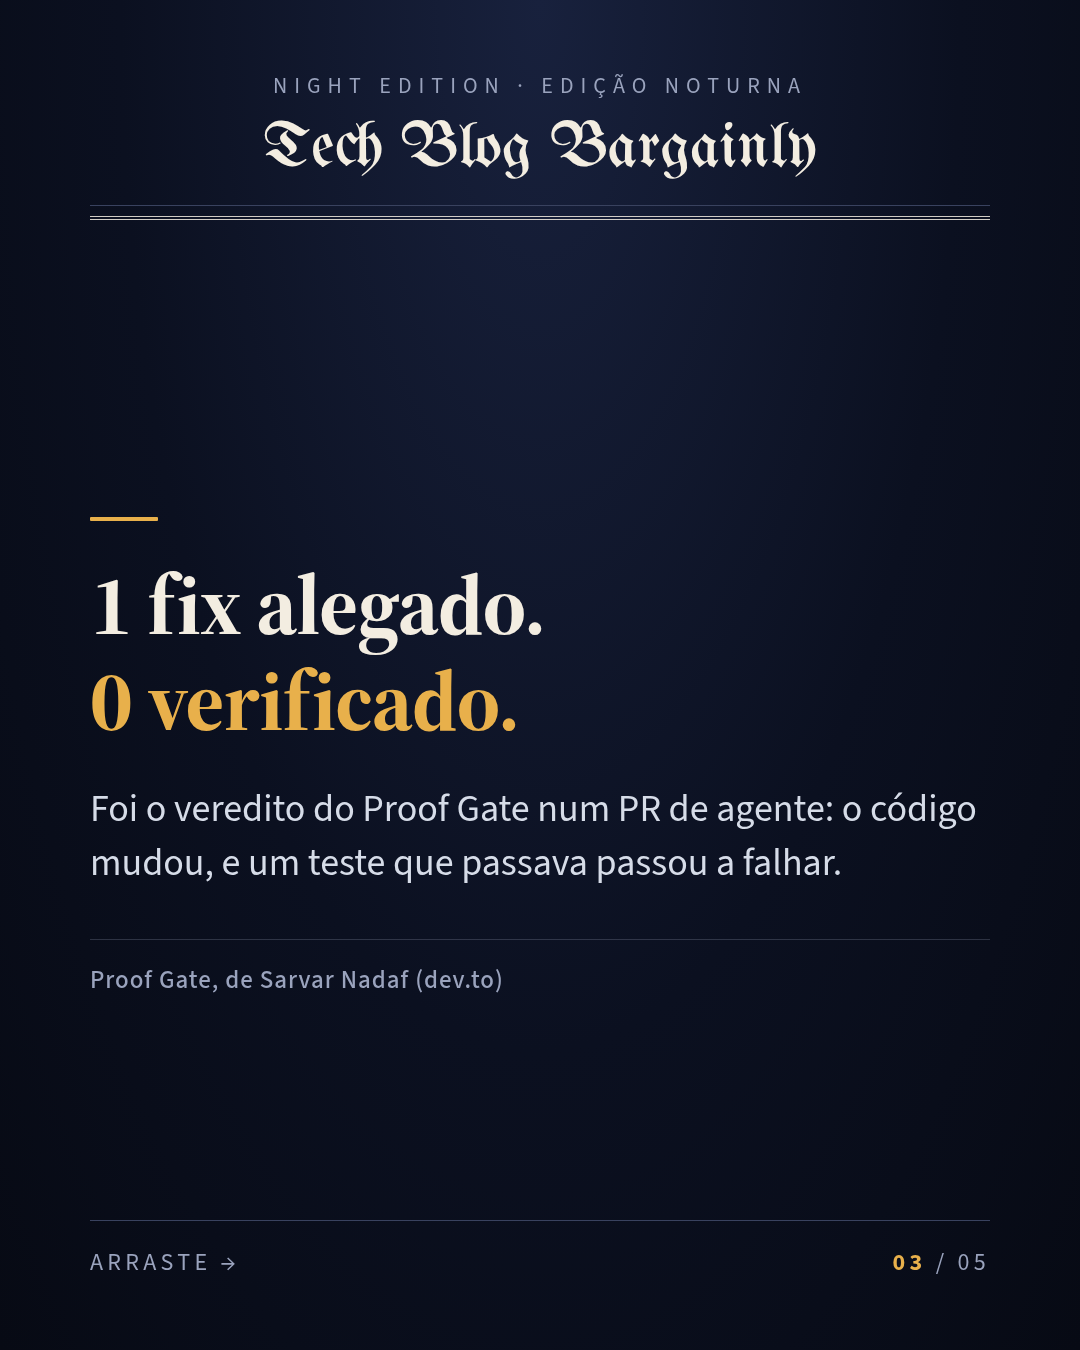 NIGHT EDITION · EDIÇÃO NOTURNA
Tech Blog Bargainly
1 fix alegado.
0 verificado.
Foi o veredito do Proof Gate num PR de agente: o código
mudou, e um teste que passava passou a falhar.
Proof Gate, de Sarvar Nadaf (dev.to)
ARRASTE →
03 / 05